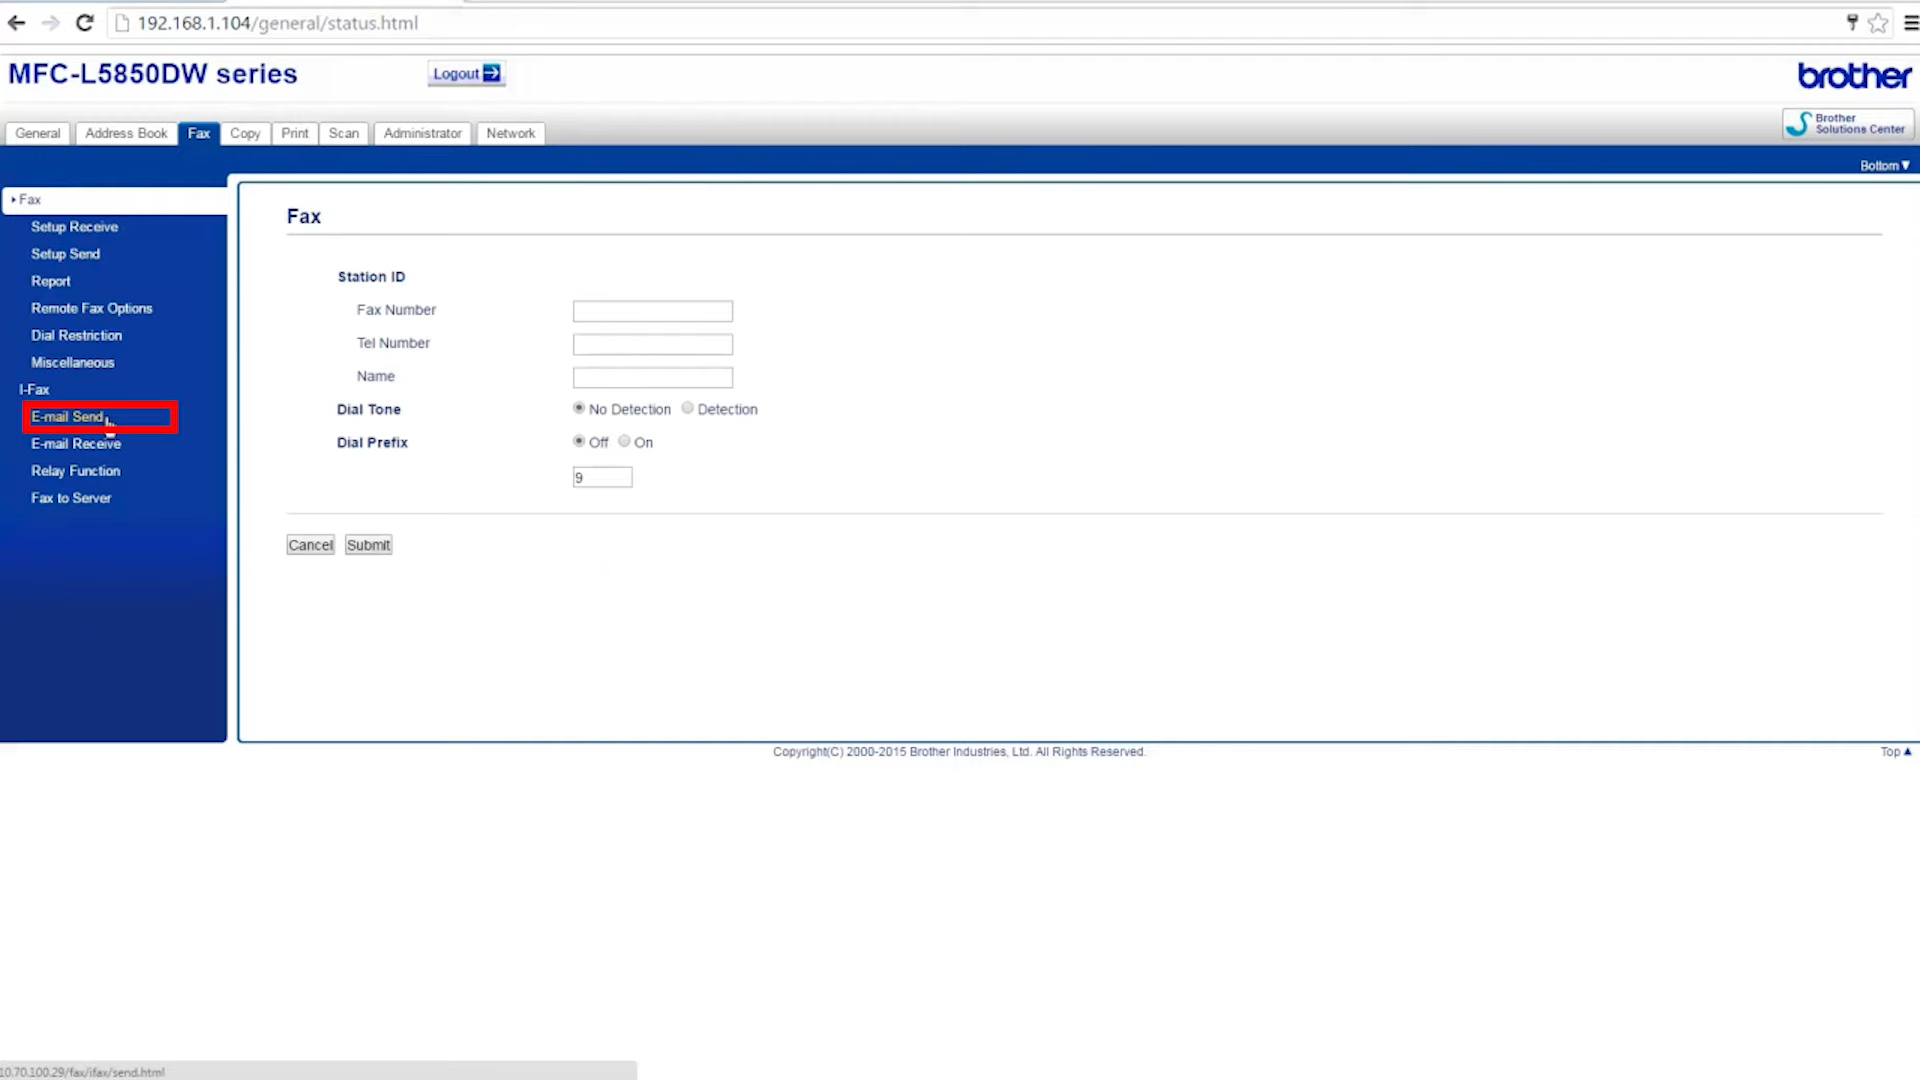 192.168.1.104/general/status.html
MFC-L5850DW series
Logout
brother
General Address Book Fax Copy Print Scan Administrator Network
Brother
Solutions Center
Bottom▼
Fax
Setup Receive
Setup Send
Report
Remote Fax Options
Dial Restriction
Miscellaneous
I-Fax
E-mail Send
E-mail Receive
Relay Function
Fax to Server
Fax
Station ID
Fax Number
Tel Number
Name
Dial Tone No Detection Detection
Dial Prefix Off On
9
Cancel Submit
Copyright(C) 2000-2015 Brother Industries, Ltd. All Rights Reserved.
Top▲
10.70.100.29/fax/ifax/send.html